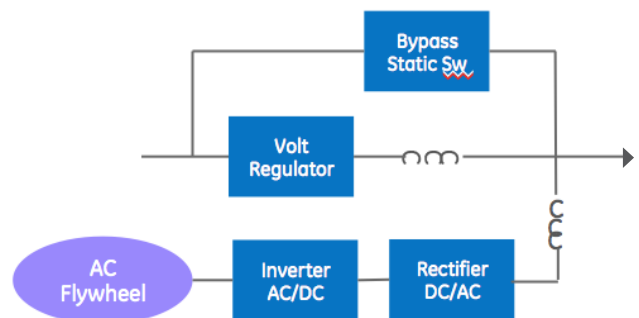 Bypass
Static Sw
Volt
Regulator
AC
Flywheel
Inverter
AC/DC
Rectifier
DC/AC